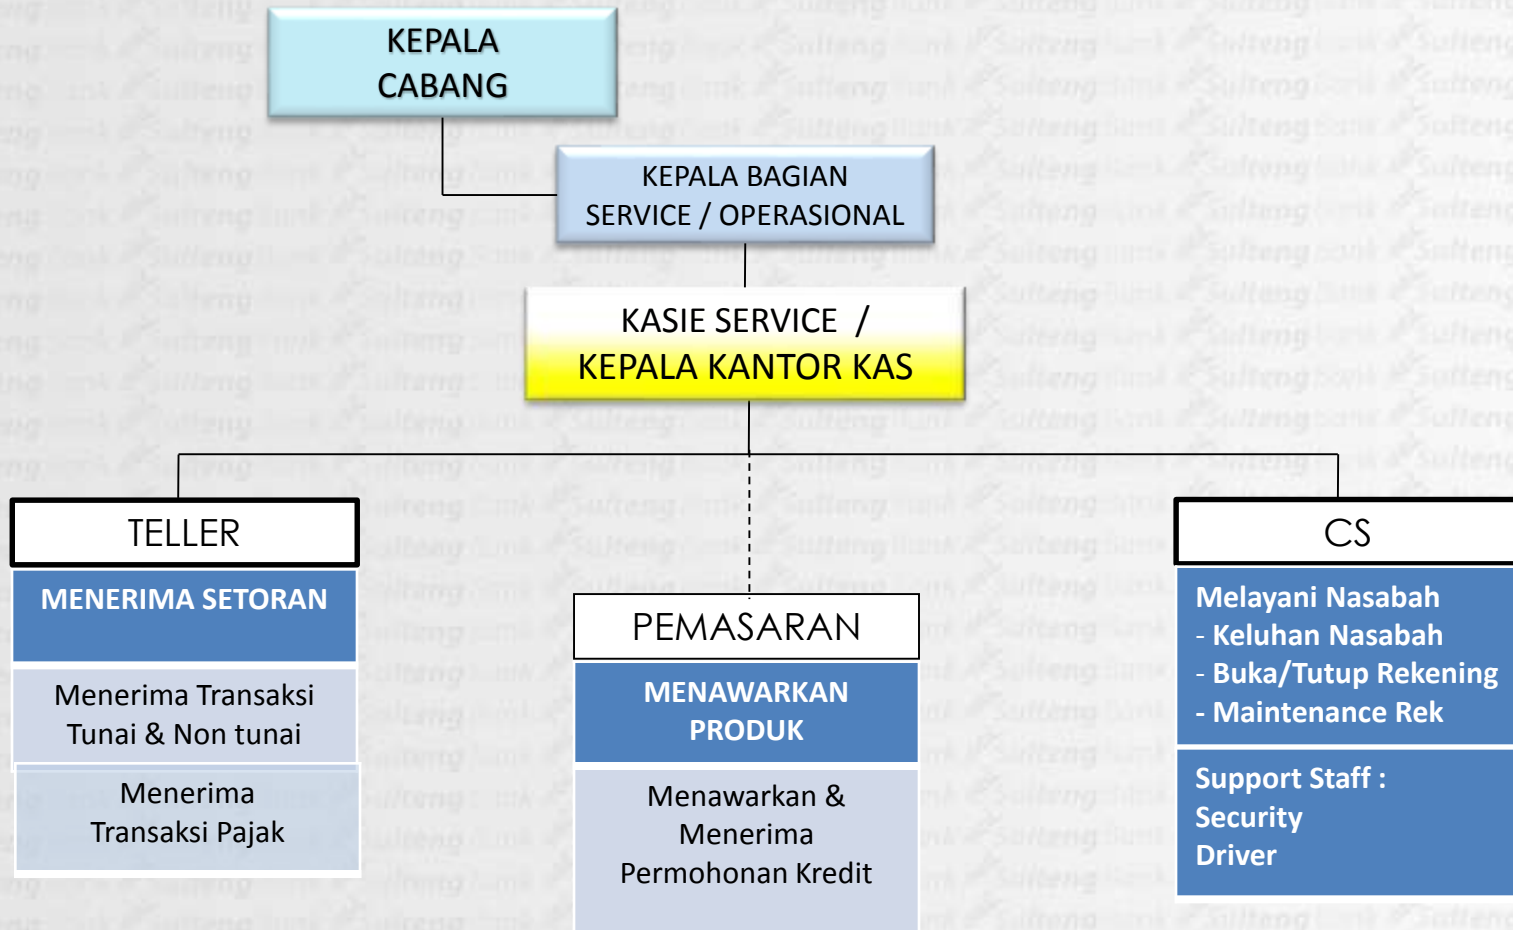 KEPALA
CABANG
KEPALA BAGIAN
SERVICE / OPERASIONAL
KASIE SERVICE /
KEPALA KANTOR KAS
TELLER
MENERIMA SETORAN
Menerima Transaksi
Tunai & Non tunai
Menerima
Transaksi Pajak
PEMASARAN
MENAWARKAN
PRODUK
Menawarkan &
Menerima
Permohonan Kredit
CS
Melayani Nasabah
- Keluhan Nasabah
- Buka/Tutup Rekening
- Maintenance Rek
Support Staff :
Security
Driver